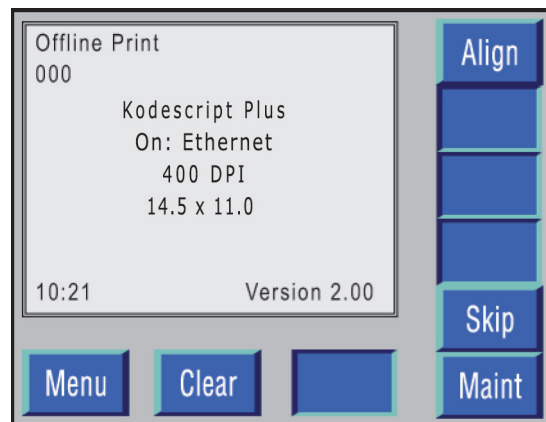 Offline Print
000
Kodescript Plus
On: Ethernet
400 DPI
14.5 x 11.0
10:21 Version 2.00
Align
Skip
Menu Clear Maint